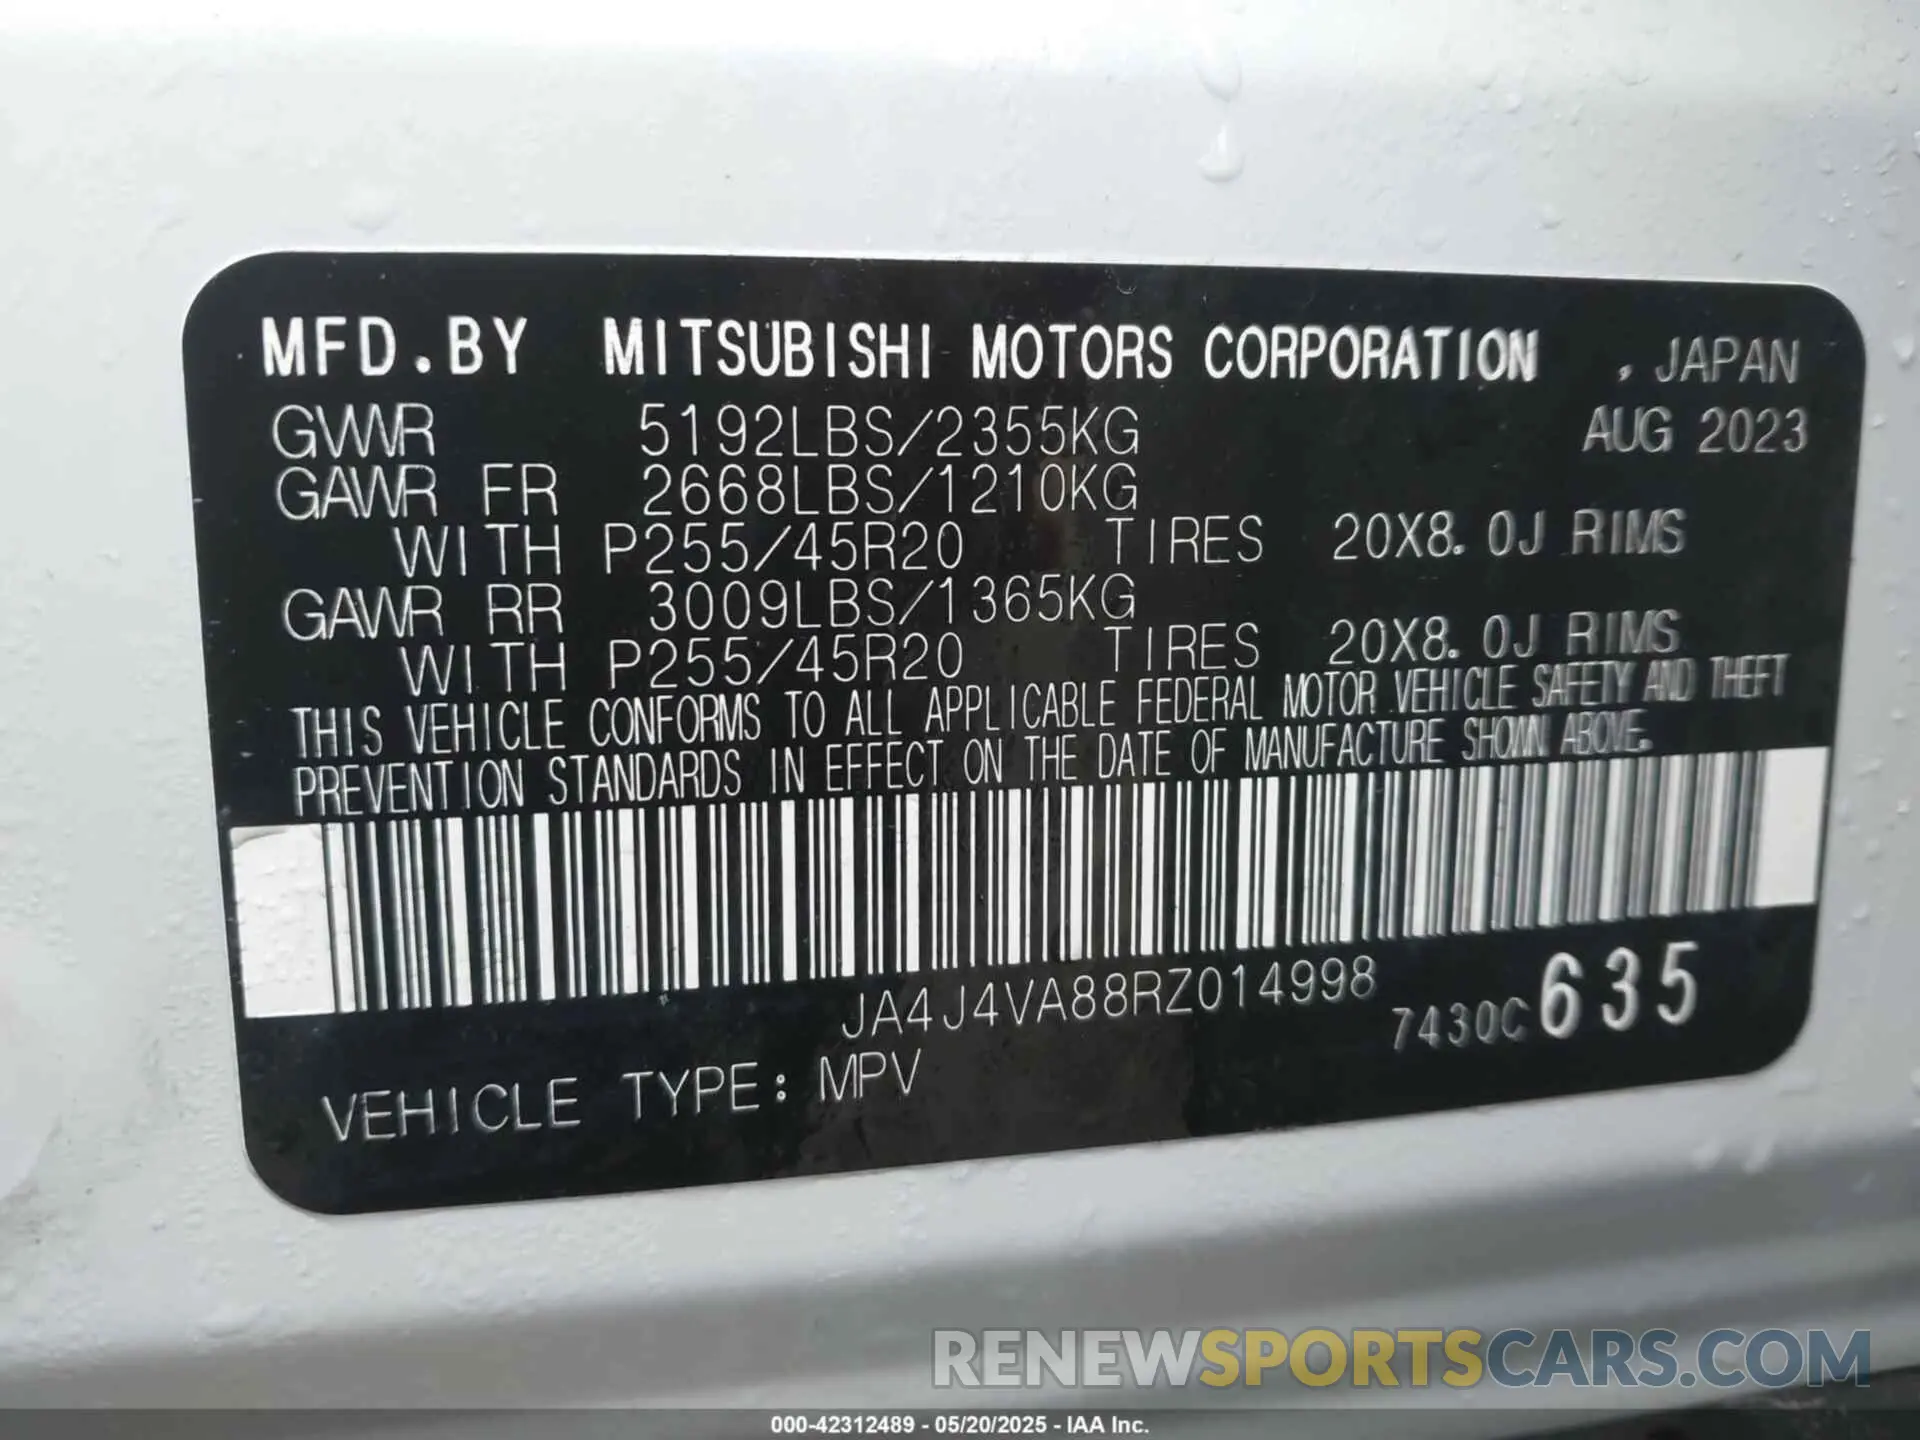 MFD.BY MITSUBISHI MOTORS CORPORATION , JAPAN
GVWR 5192LBS/2355KG AUG 2023
GAWR FR 2668LBS/1210KG
WITH P255/45R20 TIRES 20X8.0J RIMS
GAWR RR 3009LBS/1365KG
WITH P255/45R20 TIRES 20X8.0J RIMS
THIS VEHICLE CONFORMS TO ALL APPLICABLE FEDERAL MOTOR VEHICLE SAFETY AND THEFT
PREVENTION STANDARDS IN EFFECT ON THE DATE OF MANUFACTURE SHOWN ABOVE.
JA4J4VA88RZ014998 7430C 635
VEHICLE TYPE: MPV
RENEWSPORTSCARS.COM
000-42312489 - 05/20/2025 - IAA Inc.